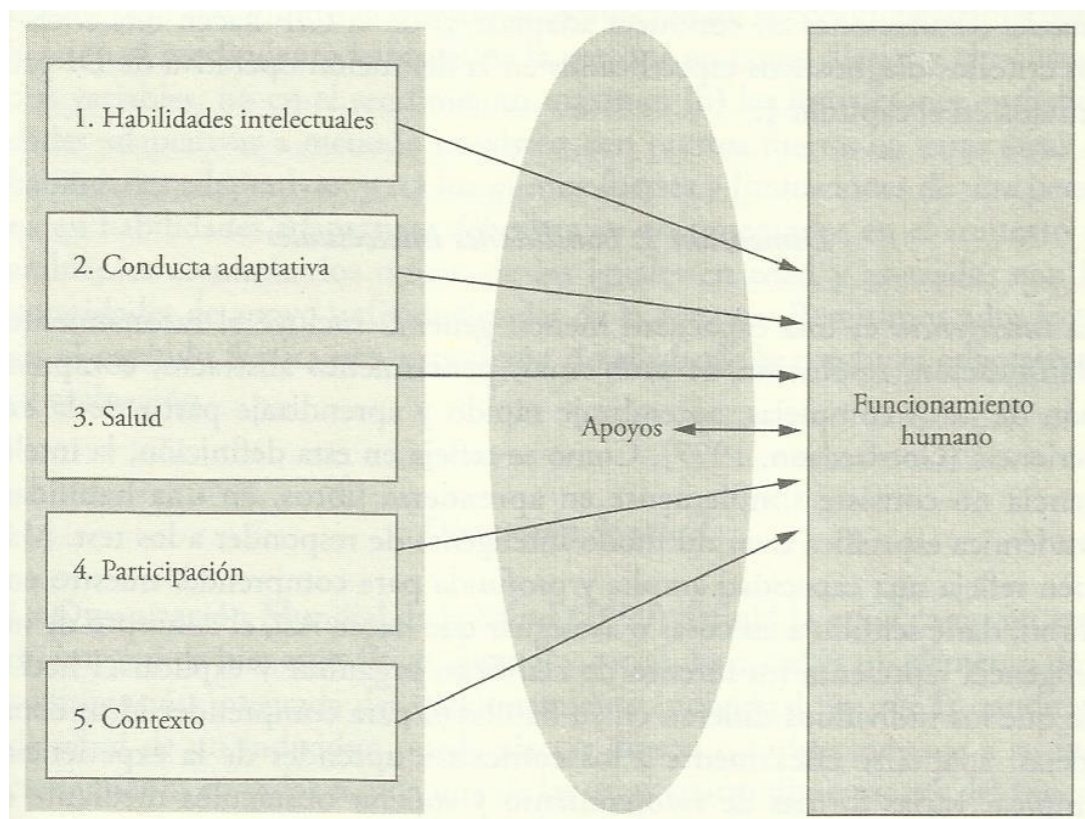 1. Habilidades intelectuales
2. Conducta adaptativa
3. Salud
Apoyos
Funcionamiento
humano
4. Participación
5. Contexto